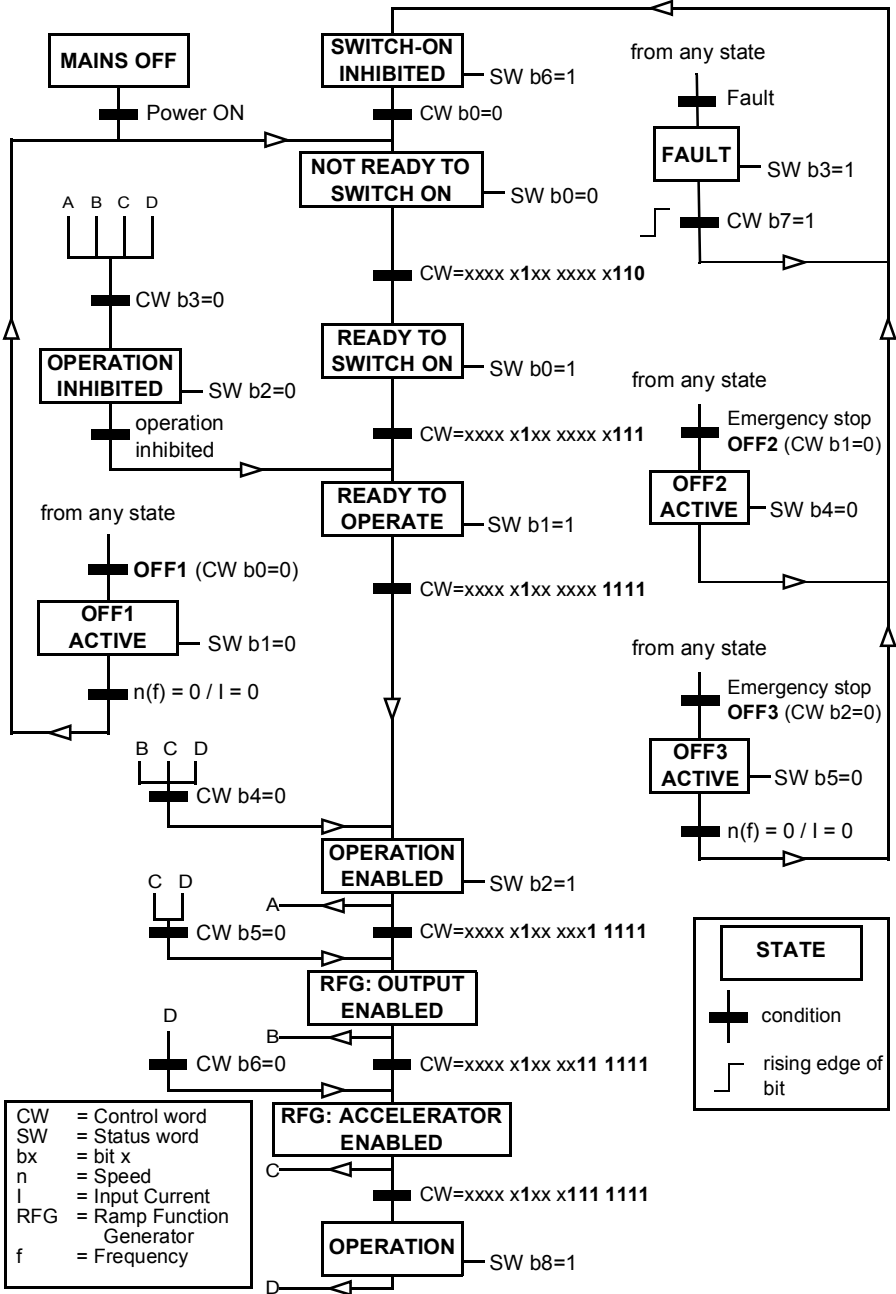 MAINS OFF
Power ON
SWITCH-ON
INHIBITED
SW b6=1
CW b0=0
NOT READY TO
SWITCH ON
SW b0=0
CW=xxxx x1xx xxxx x110
READY TO
SWITCH ON
SW b0=1
CW=xxxx x1xx xxxx x111
READY TO
OPERATE
SW b1=1
CW=xxxx x1xx xxxx 1111
A B C D
CW b3=0
OPERATION
INHIBITED
SW b2=0
operation
inhibited
from any state
OFF1 (CW b0=0)
OFF1
ACTIVE
SW b1=0
n(f) = 0 / I = 0
B C D
CW b4=0
OPERATION
ENABLED
SW b2=1
A
C D
CW b5=0
CW=xxxx x1xx xxx1 1111
RFG: OUTPUT
ENABLED
B
D
CW b6=0
CW=xxxx x1xx xx11 1111
RFG: ACCELERATOR
ENABLED
C
CW=xxxx x1xx x111 1111
OPERATION
SW b8=1
D
from any state
Fault
FAULT
SW b3=1
CW b7=1
from any state
Emergency stop
OFF2 (CW b1=0)
OFF2
ACTIVE
SW b4=0
from any state
Emergency stop
OFF3 (CW b2=0)
OFF3
ACTIVE
SW b5=0
n(f) = 0 / I = 0
STATE
condition
rising edge of
bit
CW = Control word
SW = Status word
bx = bit x
n = Speed
I = Input Current
RFG = Ramp Function
Generator
f = Frequency